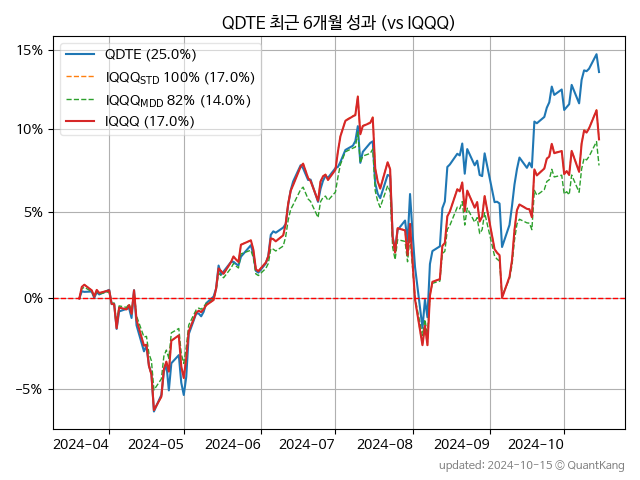 QDTE 최근 6개월 성과 (vs IQQQ)
QDTE (25.0%)
IQQQSTD 100% (17.0%)
IQQQMDD 82% (14.0%)
IQQQ (17.0%)
15%
10%
5%
0%
−5%
2024-04 2024-05 2024-06 2024-07 2024-08 2024-09 2024-10
updated: 2024-10-15 © QuantKang